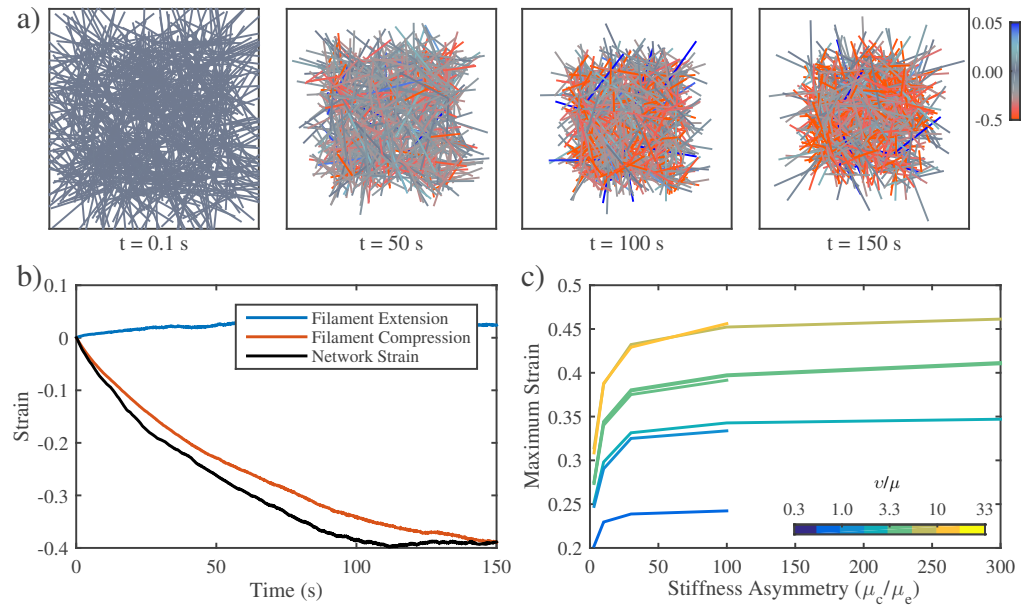 a)
0.05
0.00
-0.5
t = 0.1 s
t = 50 s
t = 100 s
t = 150 s
b)
0.1
0
-0.1
-0.2
-0.3
-0.4
Strain
Filament Extension
Filament Compression
Network Strain
0
50
100
150
Time (s)
c)
0.5
0.45
0.4
0.35
0.3
0.25
0.2
Maximum Strain
υ/μ
0.3
1.0
3.3
10
33
0
50
100
150
200
250
300
Stiffness Asymmetry (μc/μe)